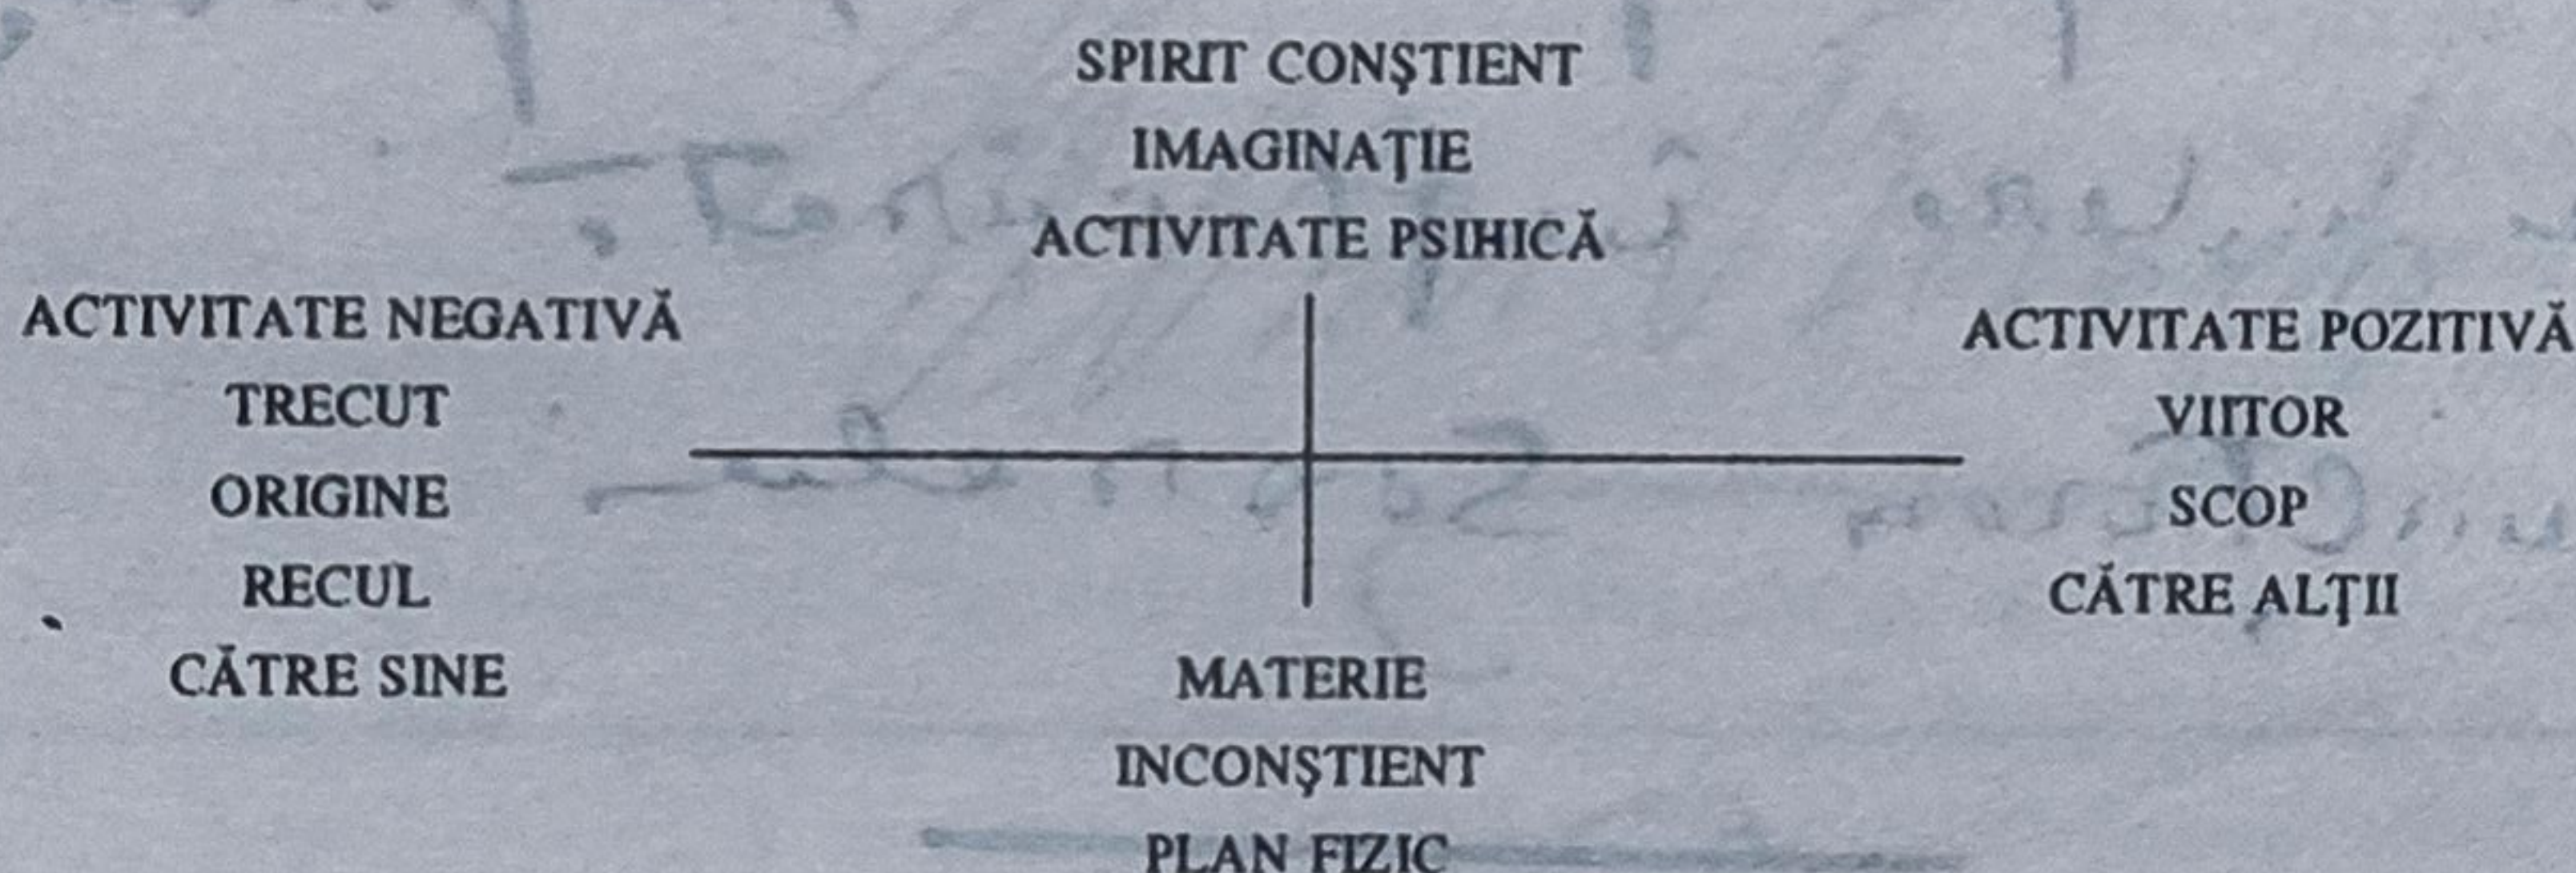 SPIRIT CONŞTIENT
IMAGINAŢIE
ACTIVITATE PSIHICĂ
ACTIVITATE NEGATIVĂ
TRECUT
ORIGINE
RECUL
CĂTRE SINE
ACTIVITATE POZITIVĂ
VIITOR
SCOP
CĂTRE ALŢII
MATERIE
INCONŞTIENT
PLAN FIZIC